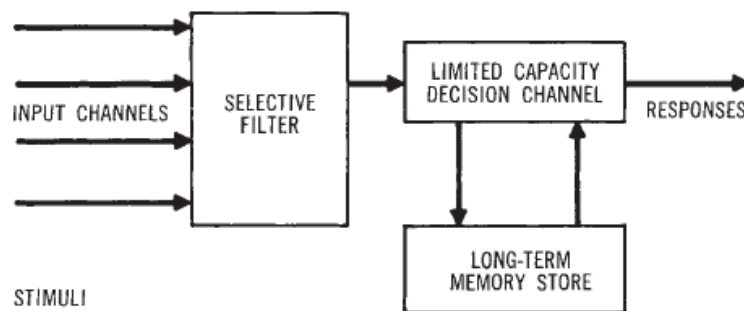 INPUT CHANNELS
SELECTIVE
FILTER
LIMITED CAPACITY
DECISION CHANNEL
RESPONSES
LONG-TERM
MEMORY STORE
STIMULI